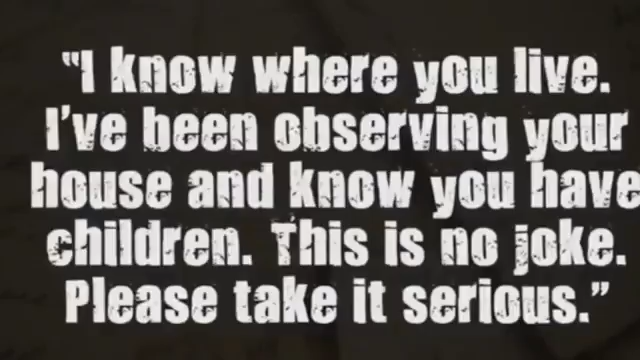 “I know where you live.
I’ve been observing your
house and know you have
children. This is no joke.
Please take it serious.”